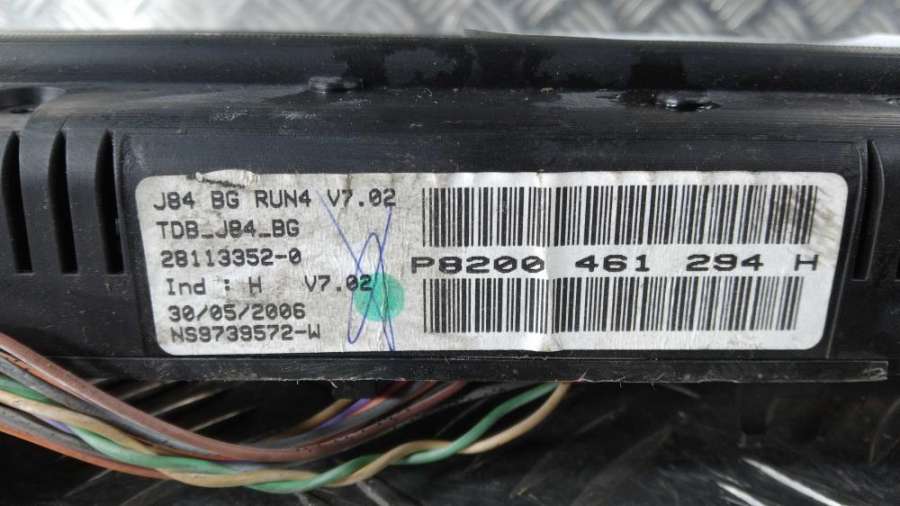 J84 BG RUN4 V7.02
TDB_J84_BG
28113352-0
Ind : H V7.02
30/05/2006
NS9739572-W
P8200 461 294 H